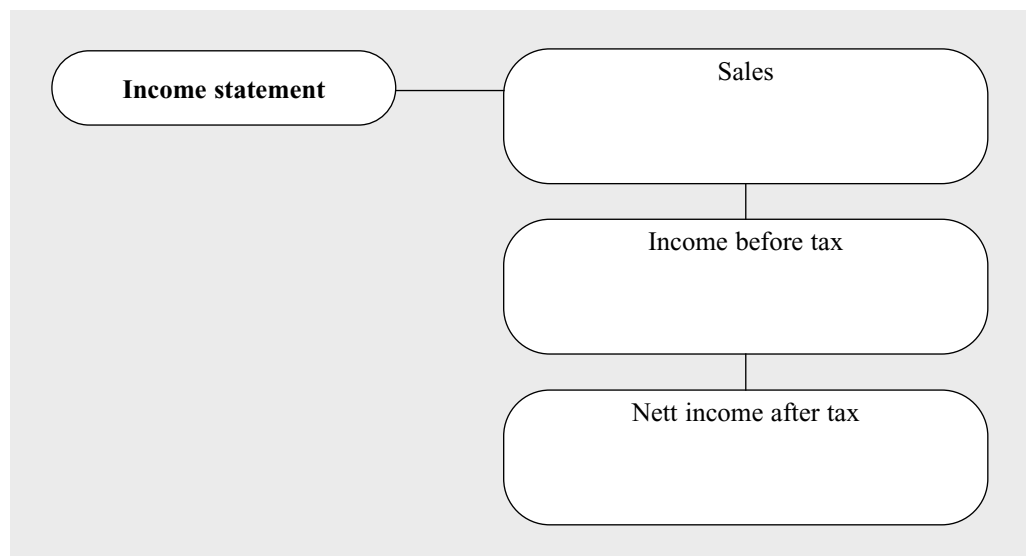 Income statement
Sales
Income before tax
Nett income after tax